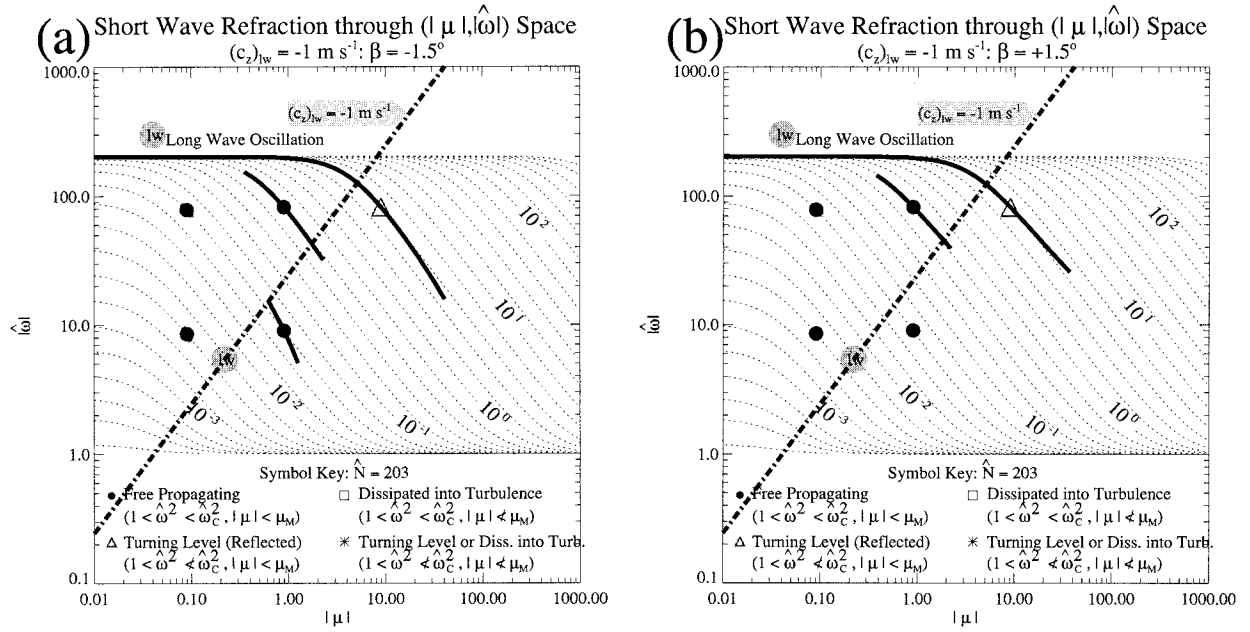 (a) Short Wave Refraction through (|μ|,|ω̂|) Space
(c_z)_lw = -1 m s⁻¹: β = -1.5°
1000.0
100.0
10.0
1.0
0.1
|ω̂|
(c_z)_lw = -1 m s⁻¹
lw Long Wave Oscillation
10²
10¹
10⁰
10⁻¹
10⁻²
10⁻³
lw
Symbol Key: N̂ = 203
● Free Propagating
(1 < ω̂² < ω̂_C², |μ| < μ_M)
□ Dissipated into Turbulence
(1 < ω̂² < ω̂_C², |μ| ≮ μ_M)
△ Turning Level (Reflected)
(1 < ω̂² ≮ ω̂_C², |μ| < μ_M)
✳ Turning Level or Diss. into Turb.
(1 < ω̂² ≮ ω̂_C², |μ| ≮ μ_M)
0.01 0.10 1.00 10.00 100.00 1000.00
|μ|
(b) Short Wave Refraction through (|μ|,|ω̂|) Space
(c_z)_lw = -1 m s⁻¹: β = +1.5°
1000.0
100.0
10.0
1.0
0.1
|ω̂|
(c_z)_lw = -1 m s⁻¹
lw Long Wave Oscillation
10²
10¹
10⁰
10⁻¹
10⁻²
10⁻³
lw
Symbol Key: N̂ = 203
● Free Propagating
(1 < ω̂² < ω̂_C², |μ| < μ_M)
□ Dissipated into Turbulence
(1 < ω̂² < ω̂_C², |μ| ≮ μ_M)
△ Turning Level (Reflected)
(1 < ω̂² ≮ ω̂_C², |μ| < μ_M)
✳ Turning Level or Diss. into Turb.
(1 < ω̂² ≮ ω̂_C², |μ| ≮ μ_M)
0.01 0.10 1.00 10.00 100.00 1000.00
|μ|